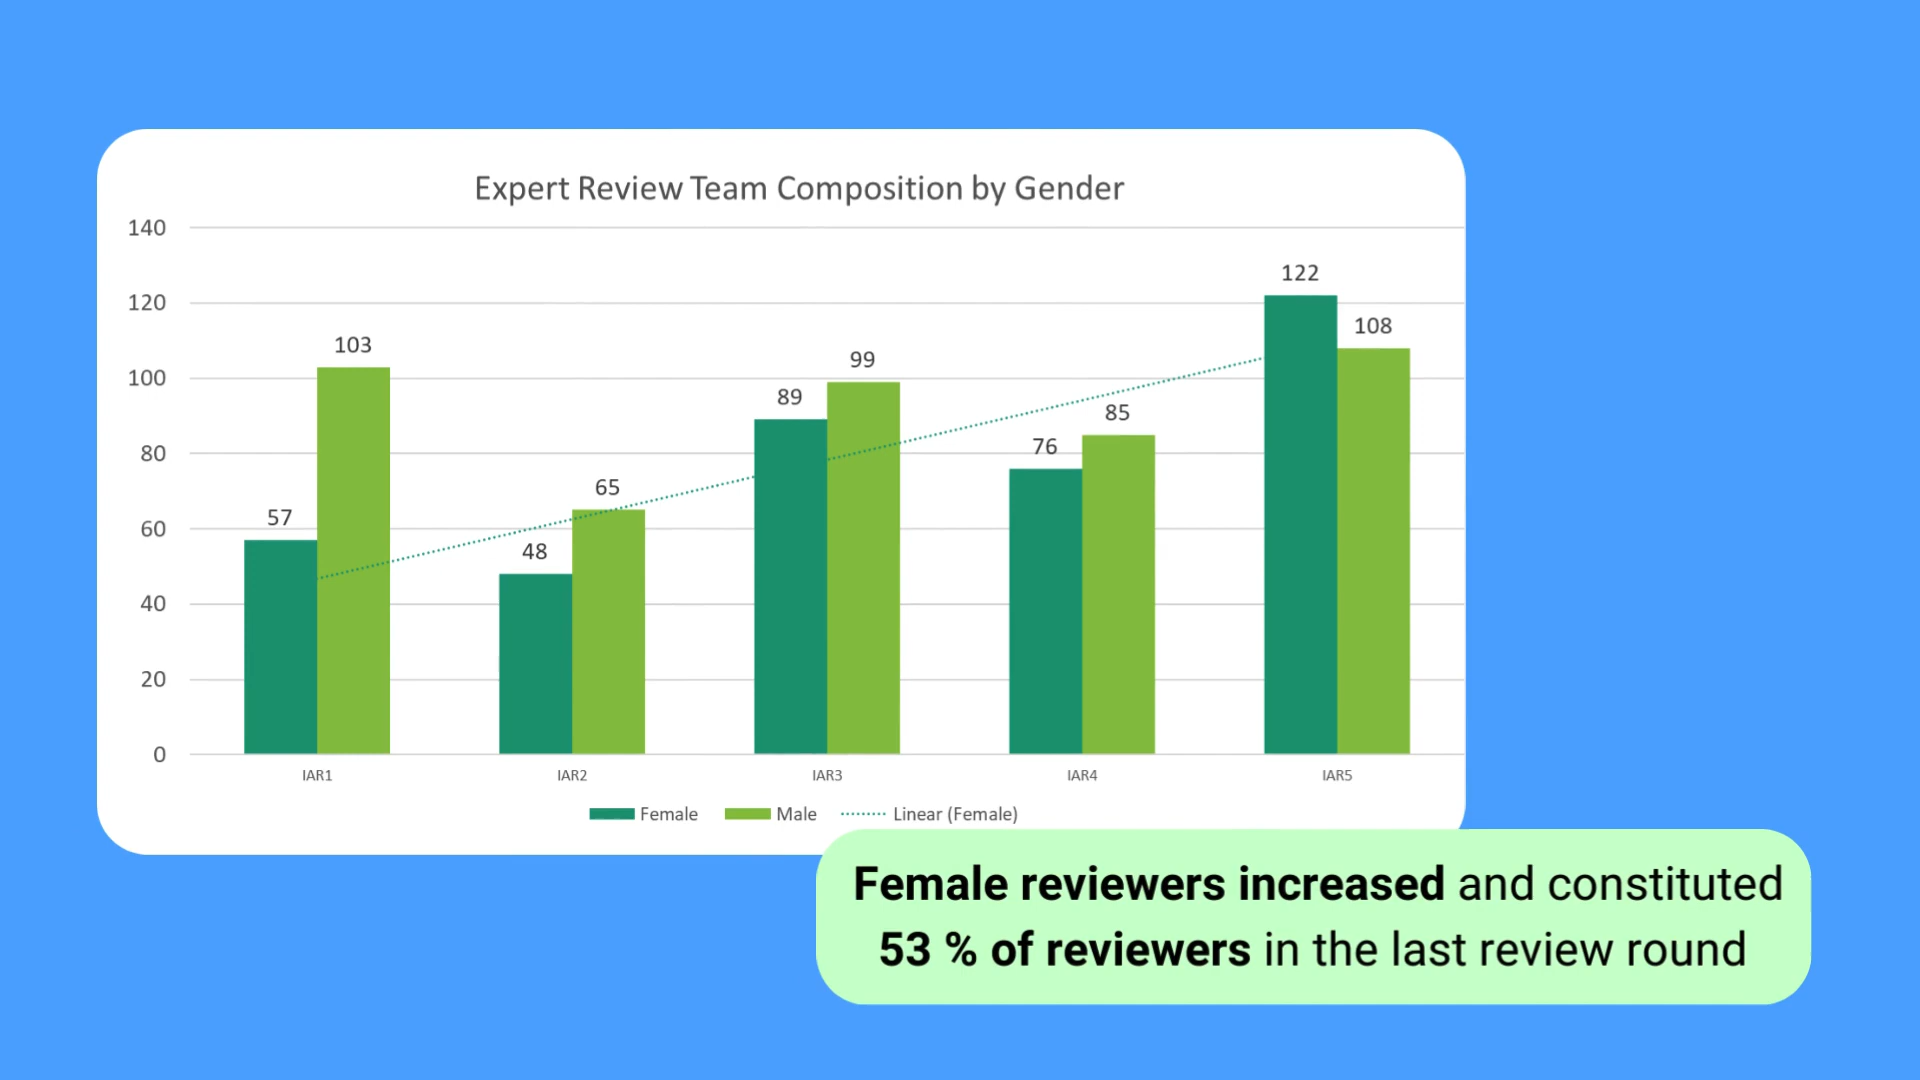 Expert Review Team Composition by Gender
140
120
100
80
60
40
20
0
57
103
48
65
89
99
76
85
122
108
IAR1
IAR2
IAR3
IAR4
IAR5
Female
Male
Linear (Female)
Female reviewers increased and constituted
53 % of reviewers in the last review round